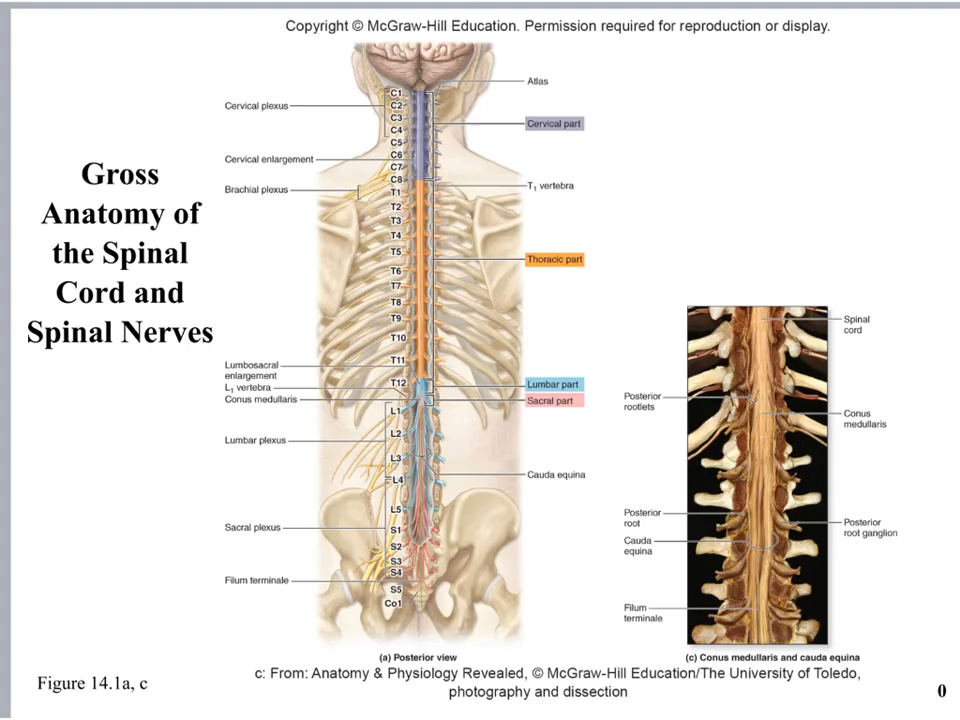 Copyright © McGraw-Hill Education. Permission required for reproduction or display.
Gross
Anatomy of
the Spinal
Cord and
Spinal Nerves
Cervical plexus
Cervical enlargement
Brachial plexus
Lumbosacral
enlargement
L1 vertebra
Conus medullaris
Lumbar plexus
Sacral plexus
Filum terminale
C1
C2
C3
C4
C5
C6
C7
C8
T1
T2
T3
T4
T5
T6
T7
T8
T9
T10
T11
T12
L1
L2
L3
L4
L5
S1
S2
S3
S4
S5
Co1
Atlas
Cervical part
T1 vertebra
Thoracic part
Lumbar part
Sacral part
Cauda equina
(a) Posterior view
Posterior
rootlets
Posterior
root
Cauda
equina
Filum
terminale
Spinal
cord
Conus
medullaris
Posterior
root ganglion
(c) Conus medullaris and cauda equina
c: From: Anatomy & Physiology Revealed, © McGraw-Hill Education/The University of Toledo,
photography and dissection
Figure 14.1a, c
0